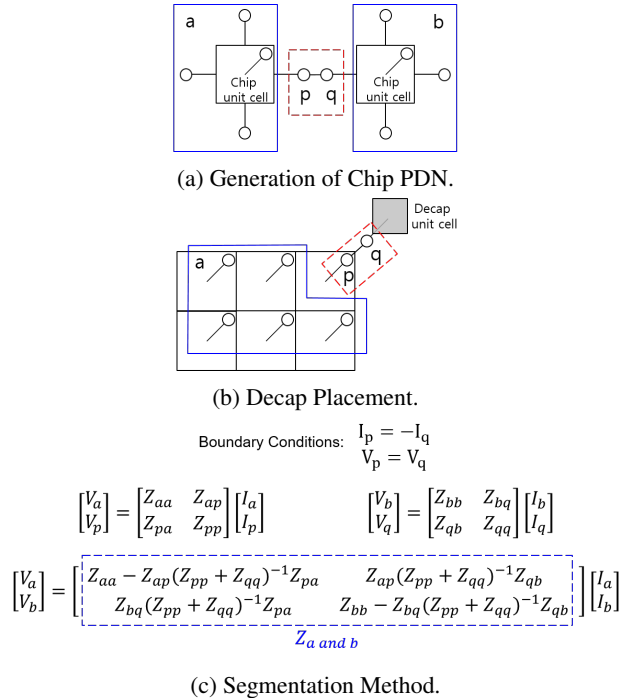 a
b
Chip
unit cell
p q
Chip
unit cell
(a) Generation of Chip PDN.
Decap
unit cell
a
p
q
(b) Decap Placement.
Boundary Conditions: I_p = −I_q
V_p = V_q
[V_a; V_p] = [Z_aa Z_ap; Z_pa Z_pp] [I_a; I_p]
[V_b; V_q] = [Z_bb Z_bq; Z_qb Z_qq] [I_b; I_q]
[V_a; V_b] = [Z_aa − Z_ap(Z_pp + Z_qq)^−1 Z_pa Z_ap(Z_pp + Z_qq)^−1 Z_qb; Z_bq(Z_pp + Z_qq)^−1 Z_pa Z_bb − Z_bq(Z_pp + Z_qq)^−1 Z_qb] [I_a; I_b]
Z_a and b
(c) Segmentation Method.